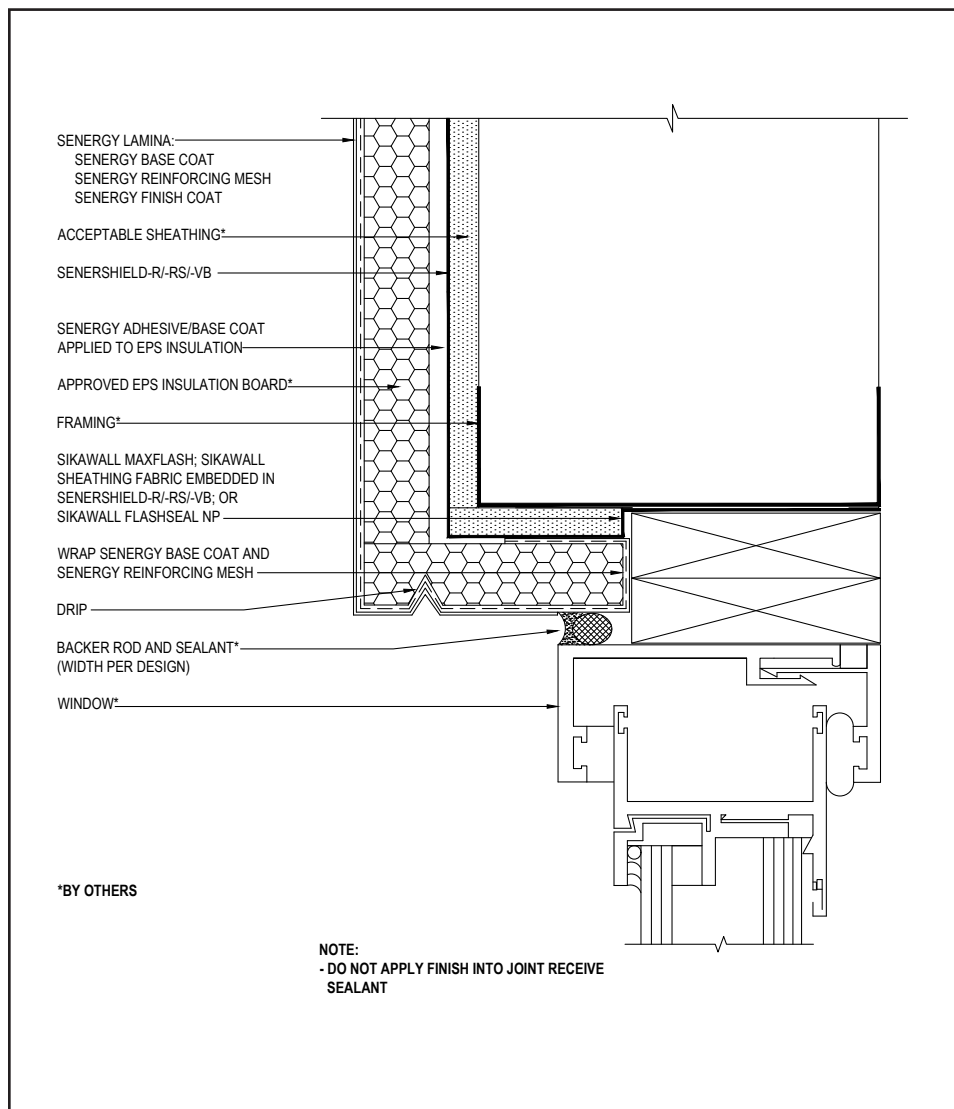 SENERGY LAMINA:
SENERGY BASE COAT
SENERGY REINFORCING MESH
SENERGY FINISH COAT
ACCEPTABLE SHEATHING*
SENERSHIELD-R/-RS/-VB
SENERGY ADHESIVE/BASE COAT
APPLIED TO EPS INSULATION
APPROVED EPS INSULATION BOARD*
FRAMING*
SIKAWALL MAXFLASH; SIKAWALL
SHEATHING FABRIC EMBEDDED IN
SENERSHIELD-R/-RS/-VB; OR
SIKAWALL FLASHSEAL NP
WRAP SENERGY BASE COAT AND
SENERGY REINFORCING MESH
DRIP
BACKER ROD AND SEALANT*
(WIDTH PER DESIGN)
WINDOW*
*BY OTHERS
NOTE:
- DO NOT APPLY FINISH INTO JOINT RECEIVE
SEALANT